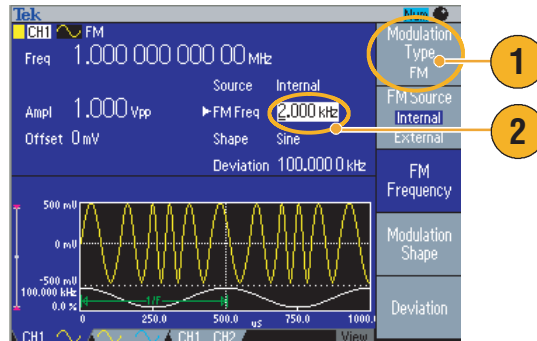 Tek Num
CH1 FM
Freq 1.000 000 000 00 MHz
Source Internal
Ampl 1.000 Vpp ►FM Freq 2.000 kHz
Offset 0 mV Shape Sine
Deviation 100.000 0 kHz
500 mV
0 mV
-500 mV
100.000 kHz
0.0 %
1/F
0 250.0 500.0 us 750.0 1000.
CH1 CH1 CH2 View
Modulation
Type
FM
FM Source
Internal
External
FM
Frequency
Modulation
Shape
Deviation
1
2